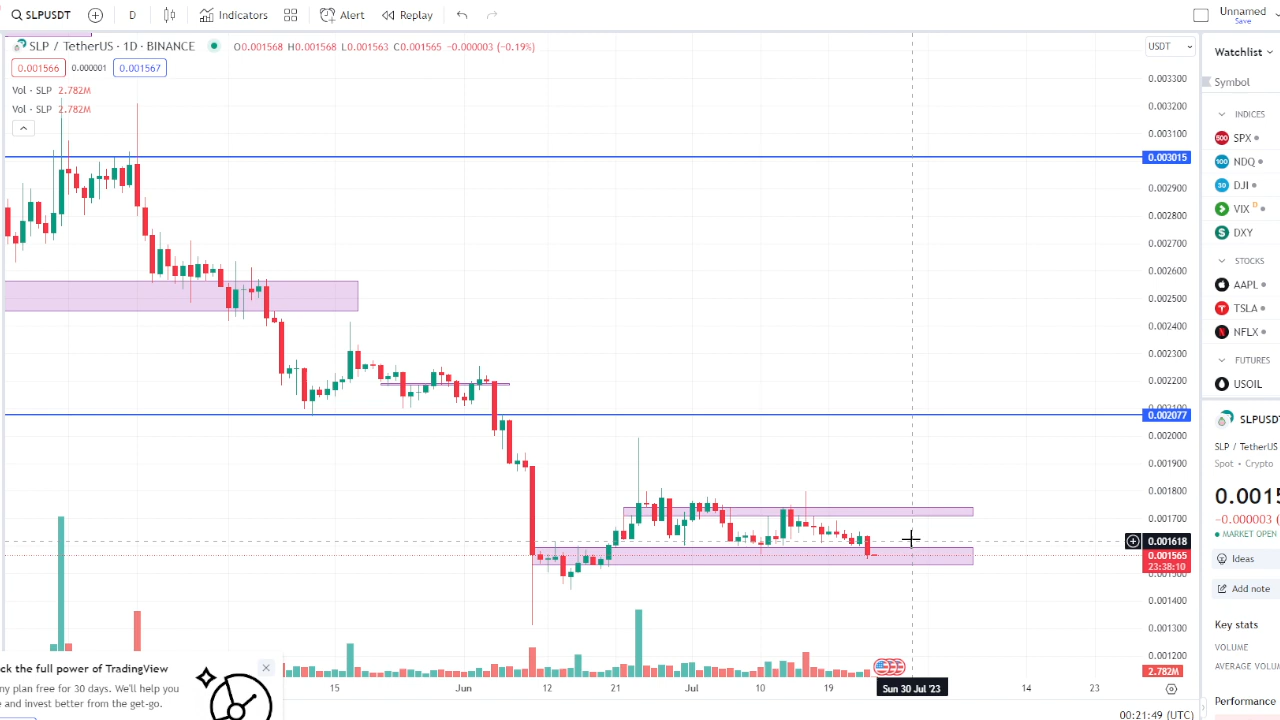 SLPUSDT D Indicators Alert Replay Unnamed
Save
SLP / TetherUS · 1D · BINANCE O0.001568 H0.001568 L0.001563 C0.001565 −0.000003 (−0.19%)
0.001566 0.000001 0.001567
Vol · SLP 2.782M
Vol · SLP 2.782M
USDT
0.003300
0.003200
0.003100
0.003015
0.002900
0.002800
0.002700
0.002600
0.002500
0.002400
0.002300
0.002200
0.002100
0.002077
0.002000
0.001900
0.001800
0.001700
0.001618
0.001565
23:38:10
0.001500
0.001400
0.001300
0.001200
2.782M
15 Jun 12 21 Jul 10 19 Sun 30 Jul '23 14 23
00:21:49 (UTC)
ck the full power of TradingView
ny plan free for 30 days. We'll help you
e and invest better from the get-go.
Watchlist
Symbol
INDICES
500 SPX
100 NDQ
30 DJI
VIX D
$ DXY
STOCKS
AAPL
TSLA
NFLX
FUTURES
USOIL
SLPUSDT
SLP / TetherUS
Spot • Crypto
0.0015
−0.000003 (
MARKET OPEN
Ideas
Add note
Key stats
VOLUME
AVERAGE VOLU
Performance